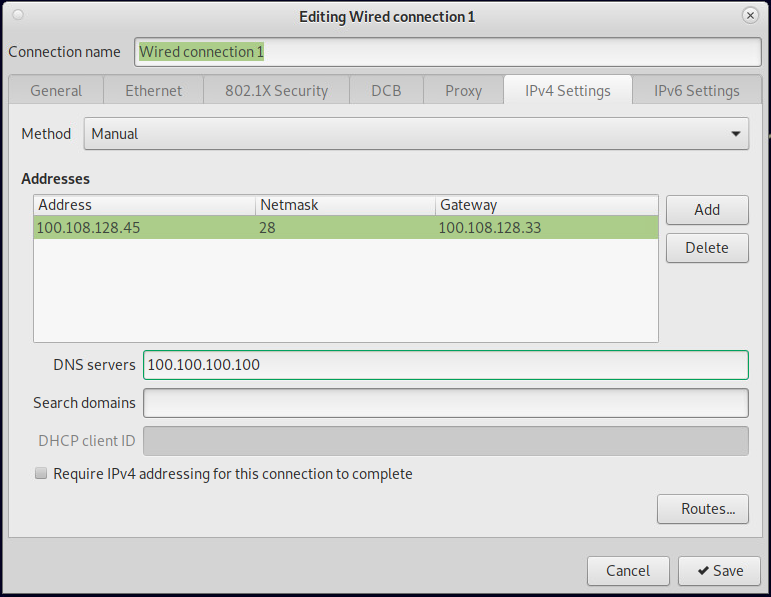 Editing Wired connection 1
Connection name Wired connection 1
General Ethernet 802.1X Security DCB Proxy IPv4 Settings IPv6 Settings
Method Manual
Addresses
Address Netmask Gateway
100.108.128.45 28 100.108.128.33
Add
Delete
DNS servers 100.100.100.100
Search domains
DHCP client ID
Require IPv4 addressing for this connection to complete
Routes...
Cancel Save